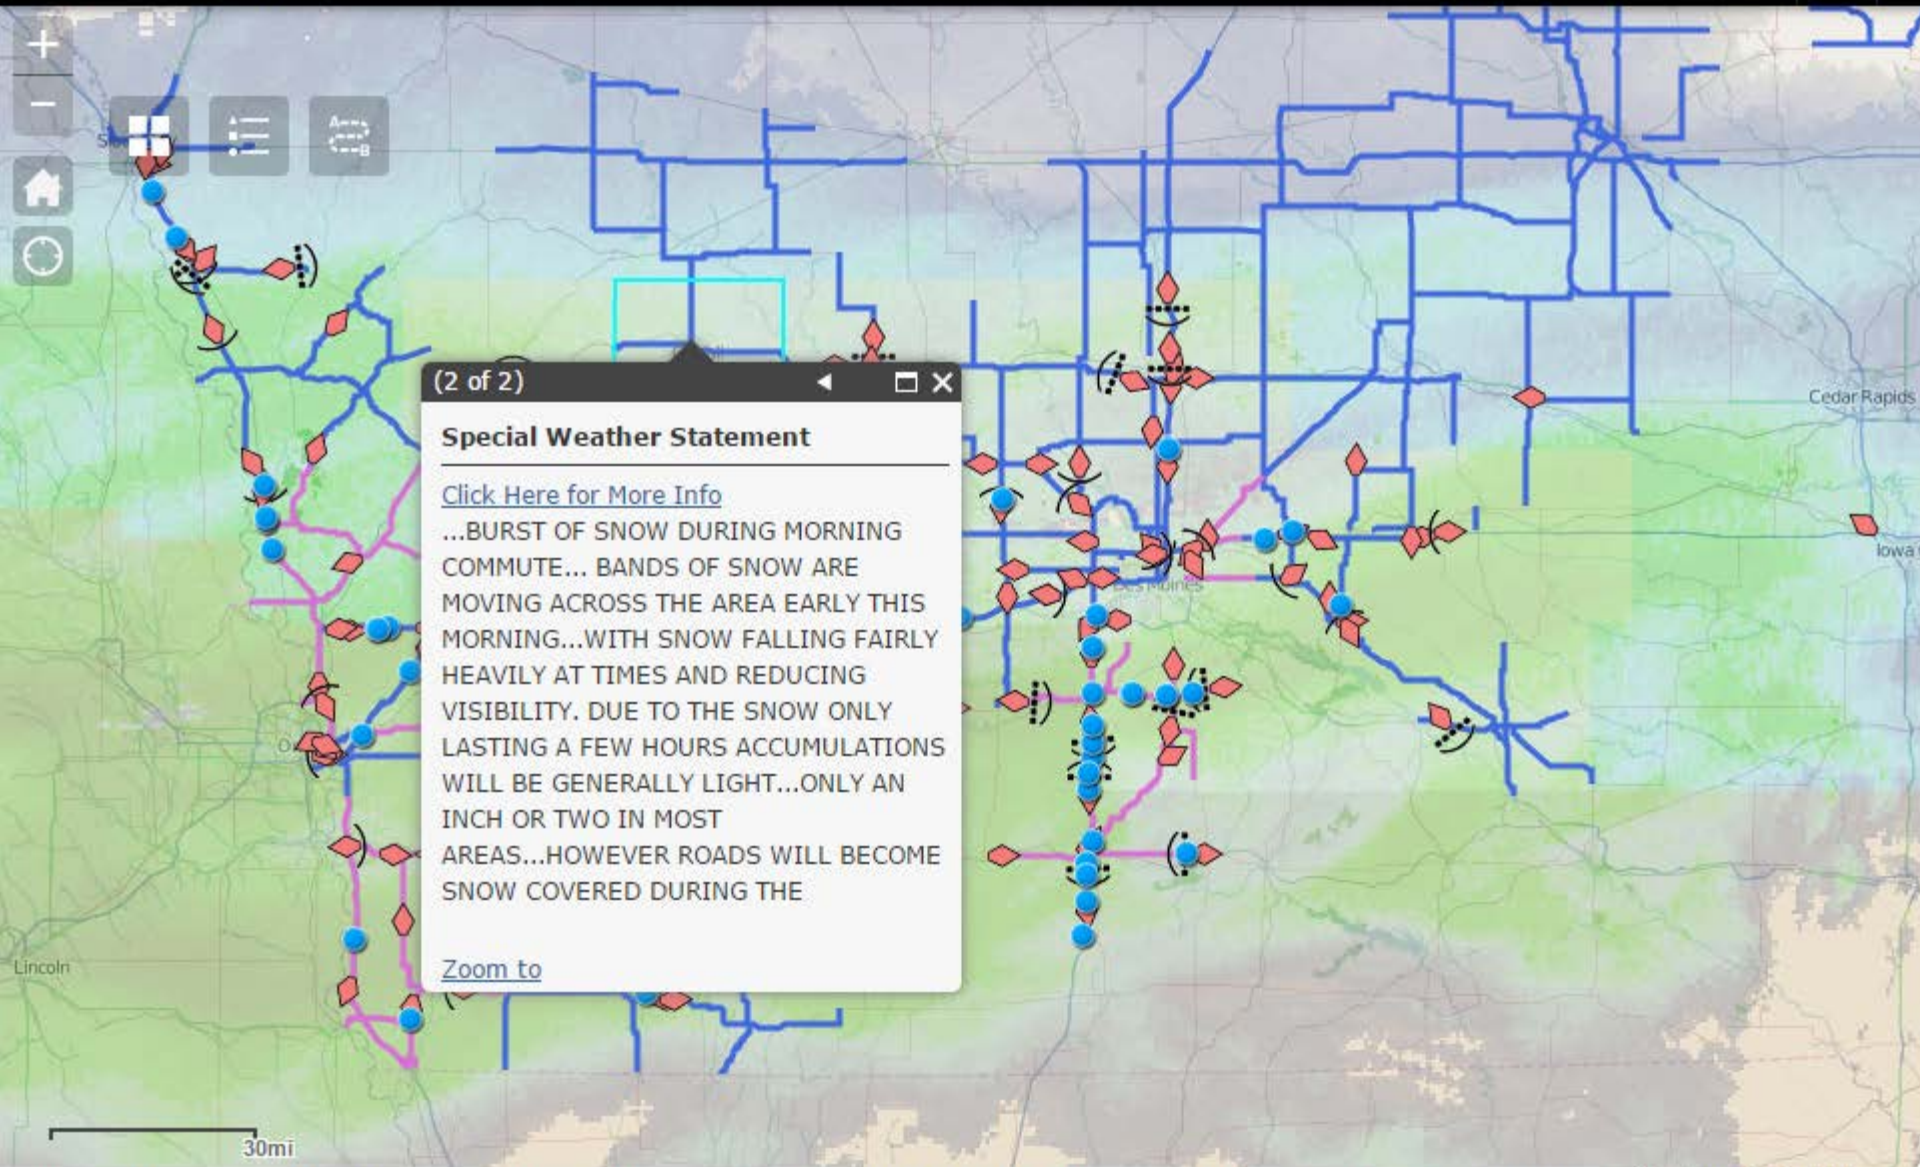 +
−
A
B
(2 of 2)
Special Weather Statement
Click Here for More Info
...BURST OF SNOW DURING MORNING
COMMUTE... BANDS OF SNOW ARE
MOVING ACROSS THE AREA EARLY THIS
MORNING...WITH SNOW FALLING FAIRLY
HEAVILY AT TIMES AND REDUCING
VISIBILITY. DUE TO THE SNOW ONLY
LASTING A FEW HOURS ACCUMULATIONS
WILL BE GENERALLY LIGHT...ONLY AN
INCH OR TWO IN MOST
AREAS...HOWEVER ROADS WILL BECOME
SNOW COVERED DURING THE
Zoom to
Cedar Rapids
Iowa
Des Moines
Lincoln
30mi